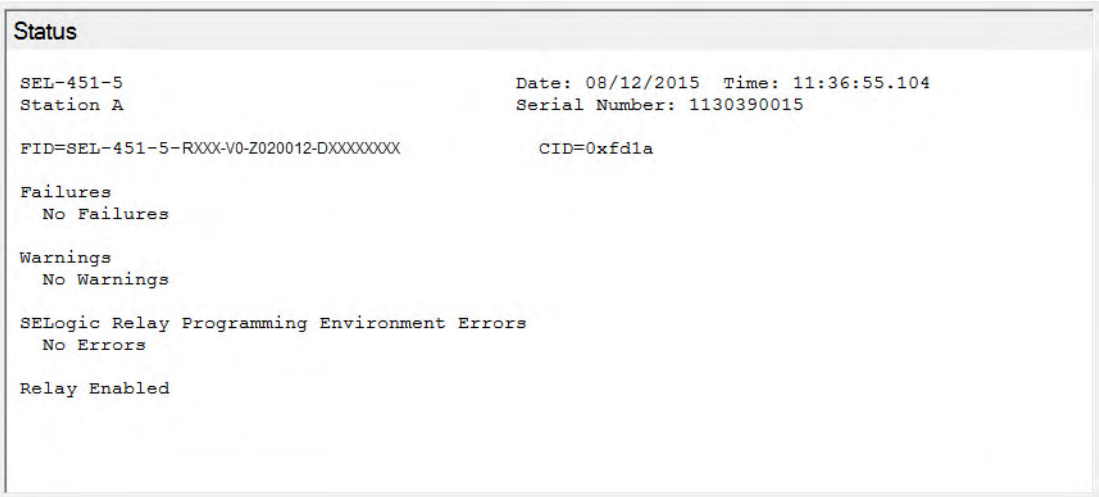 Status
SEL-451-5 Date: 08/12/2015 Time: 11:36:55.104
Station A Serial Number: 1130390015
FID=SEL-451-5-RXXX-V0-Z020012-DXXXXXXXX CID=0xfd1a
Failures
No Failures
Warnings
No Warnings
SELogic Relay Programming Environment Errors
No Errors
Relay Enabled